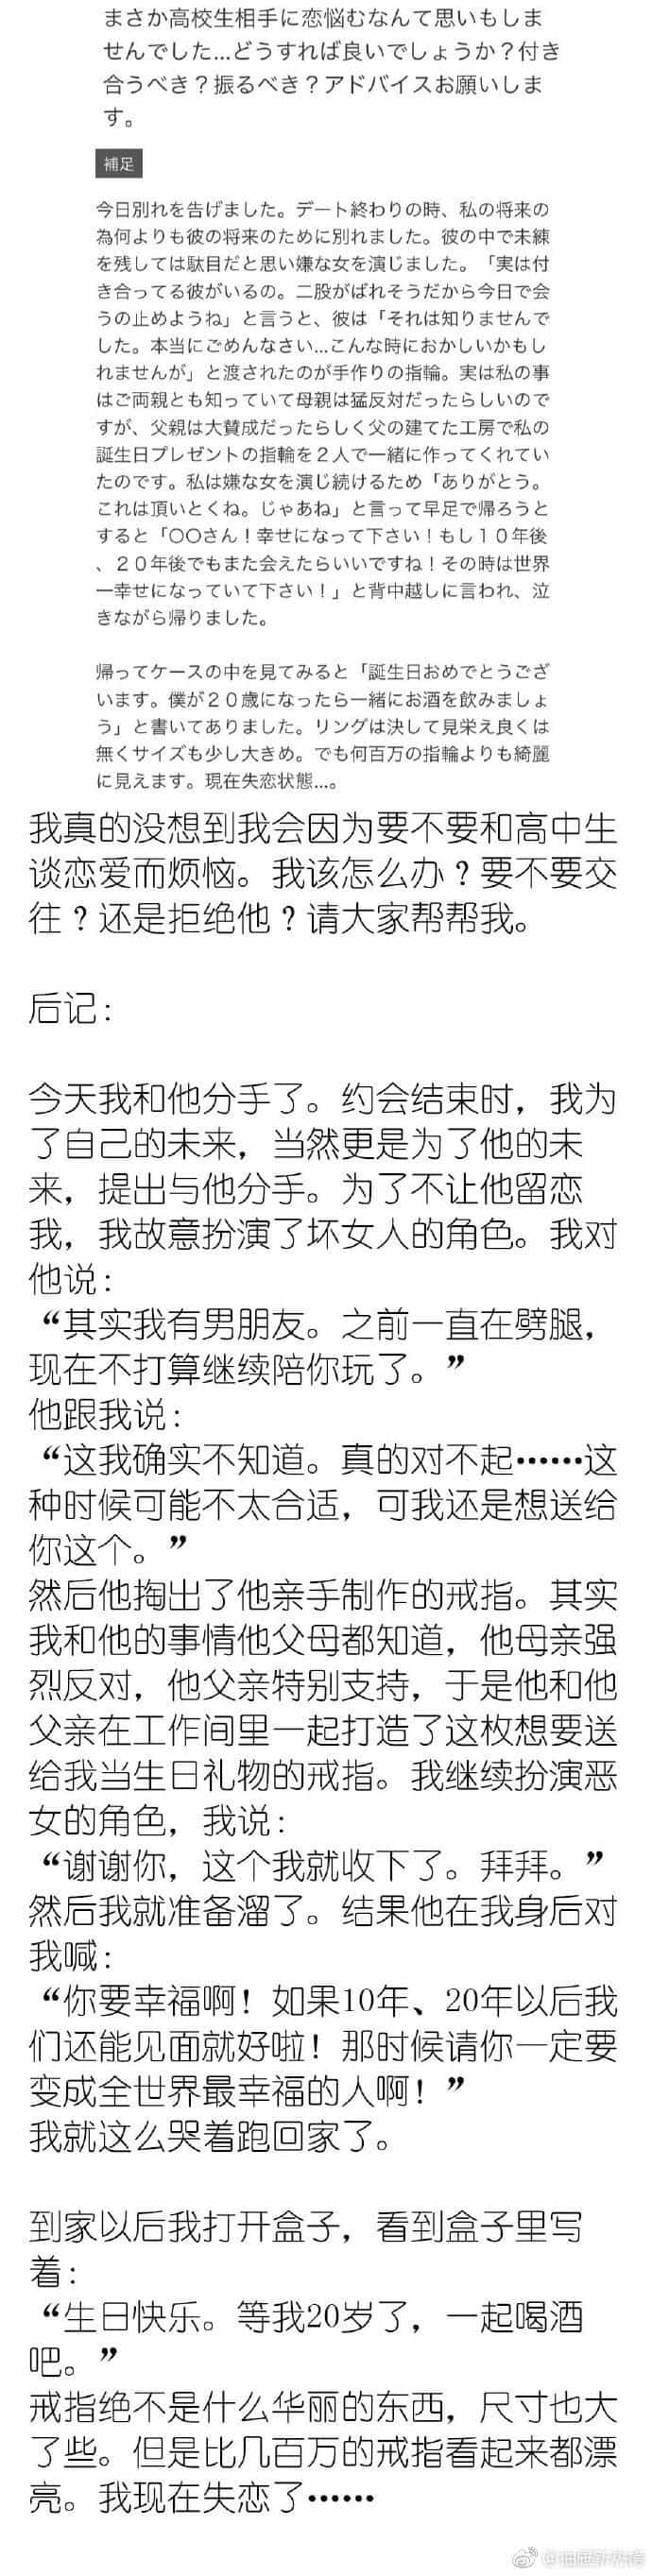 まさか高校生相手に恋悩むなんて思いもしま
せんでした...どうすれば良いでしょうか？付き
合うべき？振るべき？アドバイスお願いしま
す。
補足
今日別れを告げました。デート終わりの時、私の将来の
為何よりも彼の将来のために別れました。彼の中で未練
を残しては駄目だと思い嫌な女を演じました。「実は付
き合ってる彼がいるの。二股がばれそうだから今日で会
うの止めようね」と言うと、彼は「それは知りませんで
した。本当にごめんなさい...こんな時におかしいかもし
れませんが」と渡されたのが手作りの指輪。実は私の事
はご両親とも知っていて母親は猛反対だったらしいので
すが、父親は大賛成だったらしく父の建てた工房で私の
誕生日プレゼントの指輪を２人で一緒に作ってくれてい
たのです。私は嫌な女を演じ続けるため「ありがとう。
これは頂いとくね。じゃあね」と言って早足で帰ろうと
すると「〇〇さん！幸せになって下さい！もし１０年後
、２０年後でもまた会えたらいいですね！その時は世界
一幸せになっていて下さい！」と背中越しに言われ、泣
きながら帰りました。
帰ってケースの中を見てみると「誕生日おめでとうござ
います。僕が２０歳になったら一緒にお酒を飲みましょ
う」と書いてありました。リングは決して見栄え良くは
無くサイズも少し大きめ。でも何百万の指輪よりも綺麗
に見えます。現在失恋状態...。
我真的没想到我会因为要不要和高中生
谈恋爱而烦恼。我该怎么办？要不要交
往？还是拒绝他？请大家帮帮我。
后记：
今天我和他分手了。约会结束时，我为
了自己的未来，当然更是为了他的未
来，提出与他分手。为了不让他留恋
我，我故意扮演了坏女人的角色。我对
他说：
“其实我有男朋友。之前一直在劈腿，
现在不打算继续陪你玩了。”
他跟我说：
“这我确实不知道。真的对不起……这
种时候可能不太合适，可我还是想送给
你这个。”
然后他掏出了他亲手制作的戒指。其实
我和他的事情他父母都知道，他母亲强
烈反对，他父亲特别支持，于是他和他
父亲在工作间里一起打造了这枚想要送
给我当生日礼物的戒指。我继续扮演恶
女的角色，我说：
“谢谢你，这个我就收下了。拜拜。”
然后我就准备溜了。结果他在我身后对
我喊：
“你要幸福啊！如果10年、20年以后我
们还能见面就好啦！那时候请你一定要
变成全世界最幸福的人啊！”
我就这么哭着跑回家了。
到家以后我打开盒子，看到盒子里写
着：
“生日快乐。等我20岁了，一起喝酒
吧。”
戒指绝不是什么华丽的东西，尺寸也大
了些。但是比几百万的戒指看起来都漂
亮。我现在失恋了……